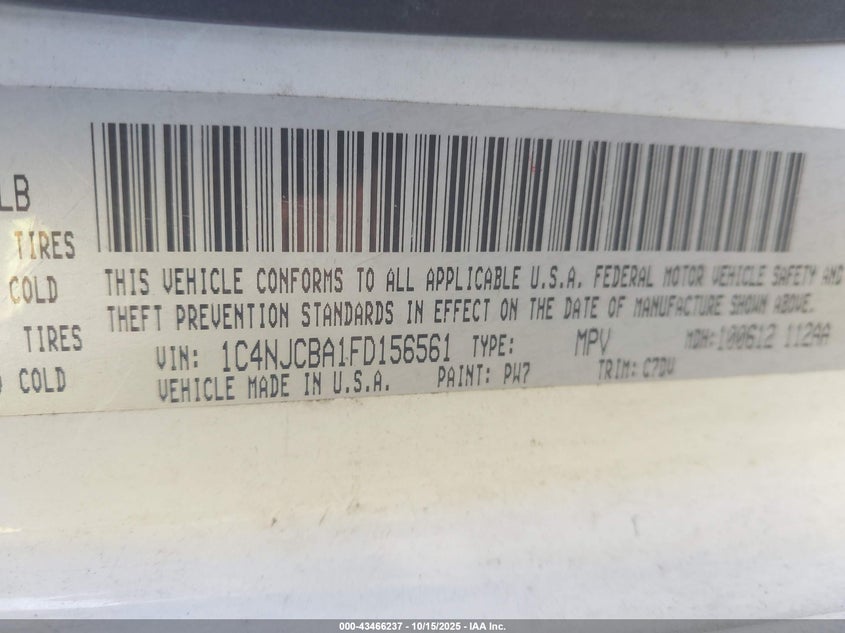 LB
TIRES
COLD
TIRES
COLD
THIS VEHICLE CONFORMS TO ALL APPLICABLE U.S.A. FEDERAL MOTOR VEHICLE SAFETY AND
THEFT PREVENTION STANDARDS IN EFFECT ON THE DATE OF MANUFACTURE SHOWN ABOVE.
VIN: 1C4NJCBA1FD156561 TYPE: MPV MDH:100612 112AA
VEHICLE MADE IN U.S.A. PAINT: PW7 TRIM: C7DV
000-43466237 - 10/15/2025 - IAA Inc.